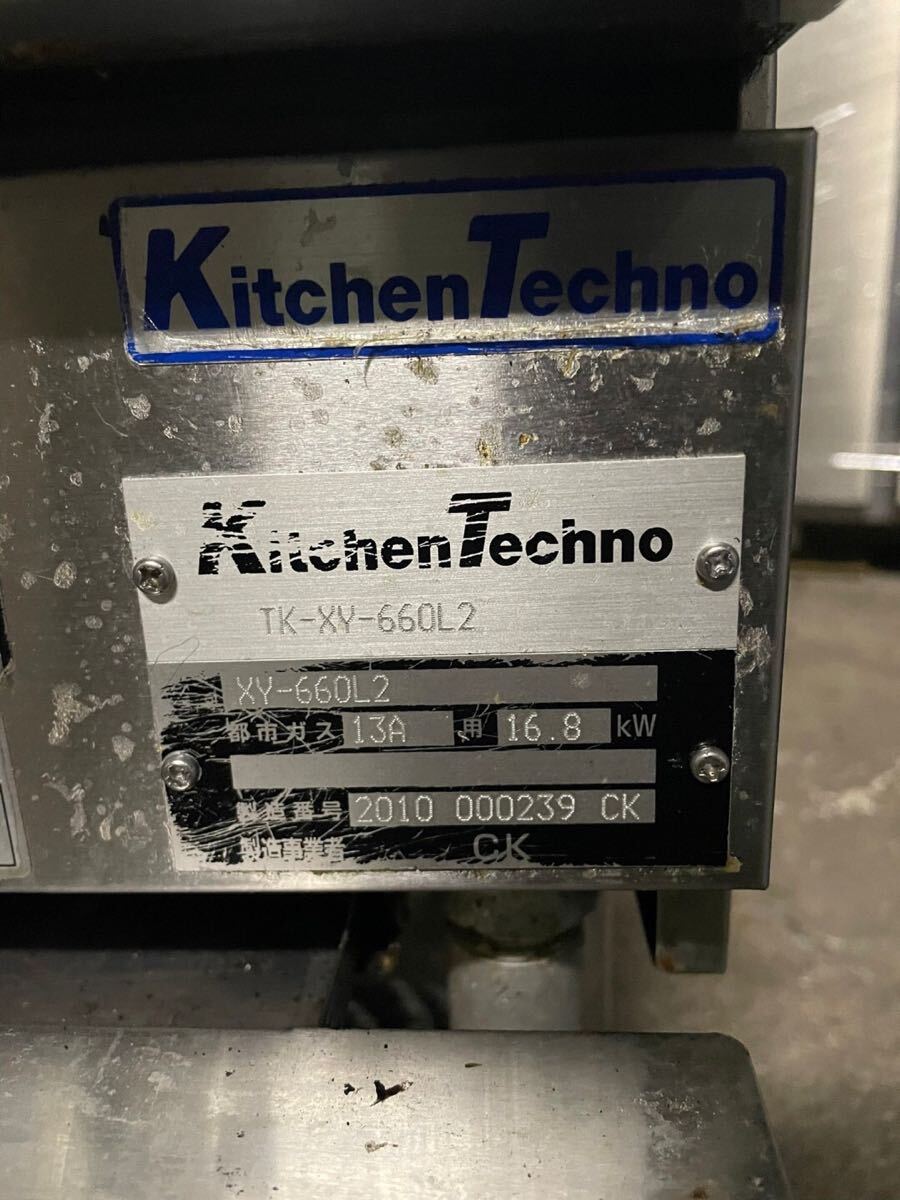 KitchenTechno
KitchenTechno
TK-XY-660L2
XY-660L2
都市ガス 13A 用 16.8 kW
製造番号 2010 000239 CK
製造事業者 CK